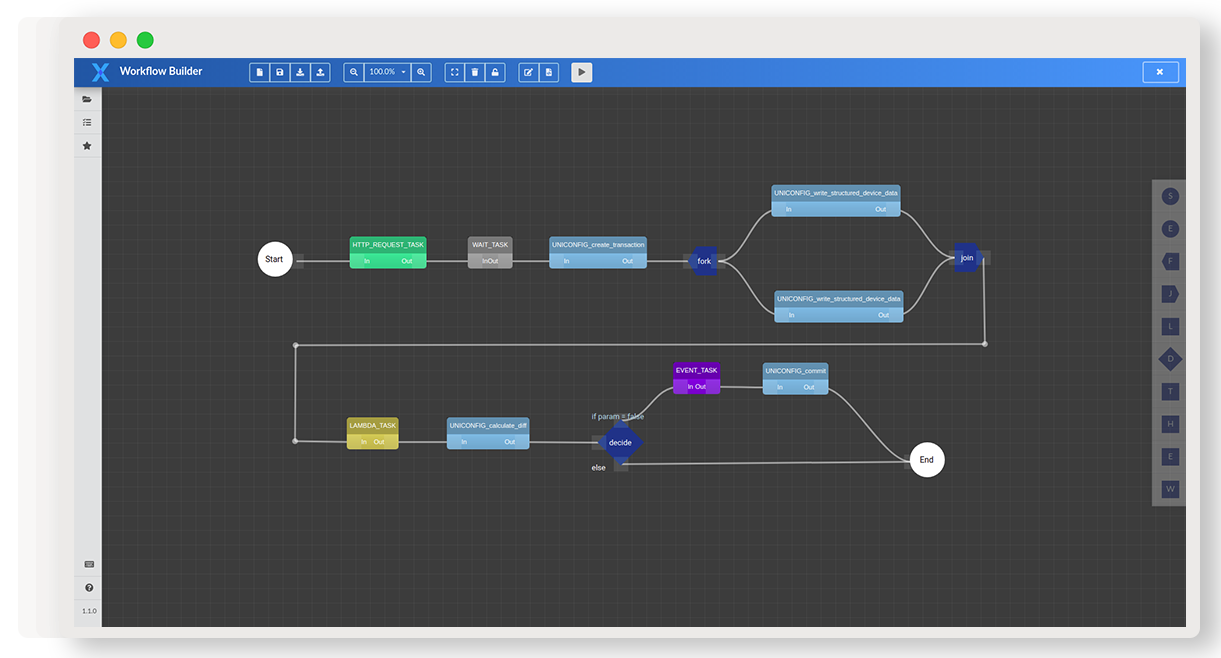 Workflow Builder
100.0%
UNICONFIG_write_structured_device_data
In Out
HTTP_REQUEST_TASK
In Out
WAIT_TASK
InOut
UNICONFIG_create_transaction
In Out
Start
fork
join
UNICONFIG_write_structured_device_data
In Out
EVENT_TASK
In Out
UNICONFIG_commit
In Out
if param = false
LAMBDA_TASK
In Out
UNICONFIG_calculate_diff
In Out
decide
else
End
S
E
F
J
L
D
T
H
E
W
1.1.0